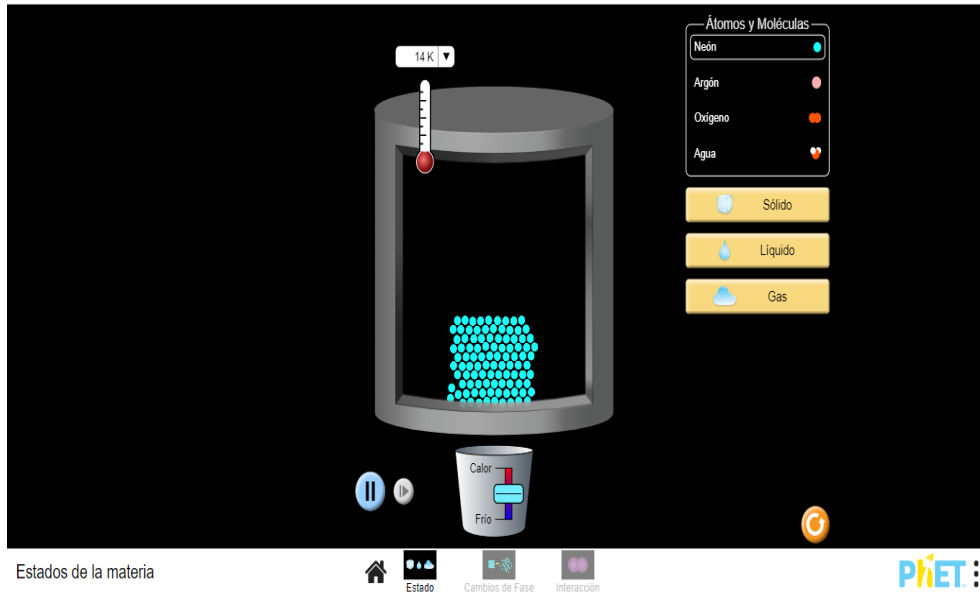 Átomos y Moléculas
Neón
Argón
Oxígeno
Agua
14 K
Sólido
Líquido
Gas
Calor
Frío
Estados de la materia
Estado
Cambios de Fase
Interacción
PhET